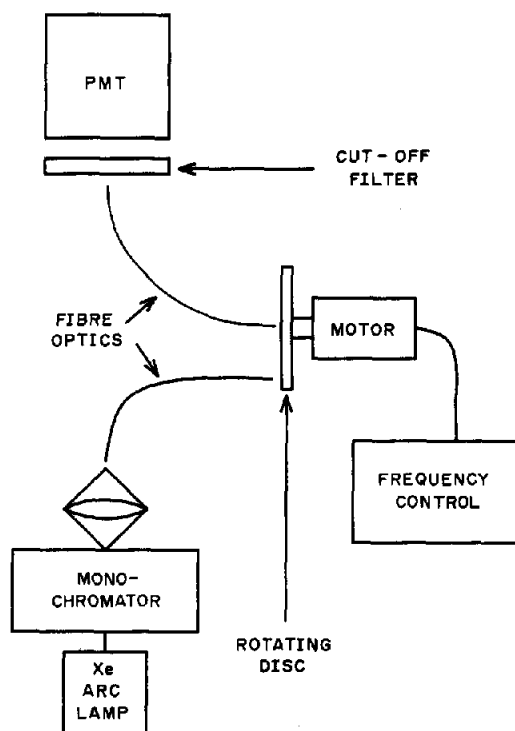 PMT
CUT-OFF
FILTER
FIBRE
OPTICS
MOTOR
FREQUENCY
CONTROL
MONO-
CHROMATOR
ROTATING
DISC
Xe
ARC
LAMP